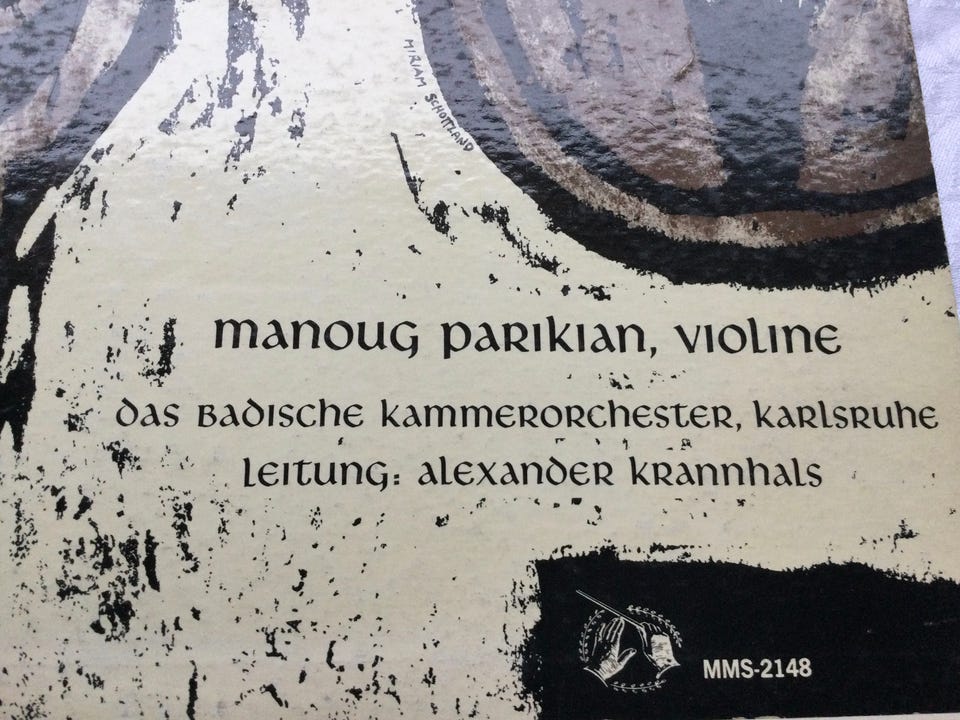 MIRIAM SCHOTTLAND
manoug parikian, violine
das badische kammerorchester, karlsruhe
leitung: alexander krannhals
MMS-2148